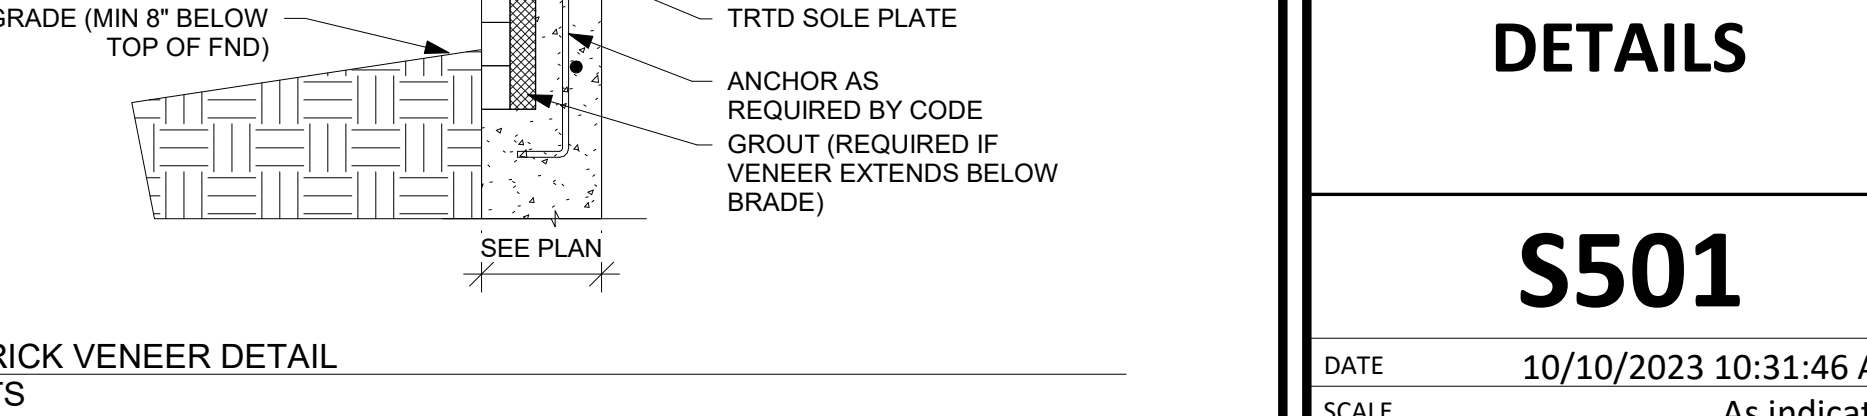 GRADE (MIN 8" BELOW
TOP OF FND)
TRTD SOLE PLATE
ANCHOR AS
REQUIRED BY CODE
GROUT (REQUIRED IF
VENEER EXTENDS BELOW
BRADE)
SEE PLAN
RICK VENEER DETAIL
TS
DETAILS
S501
DATE 10/10/2023 10:31:46 A
SCALE As indicat